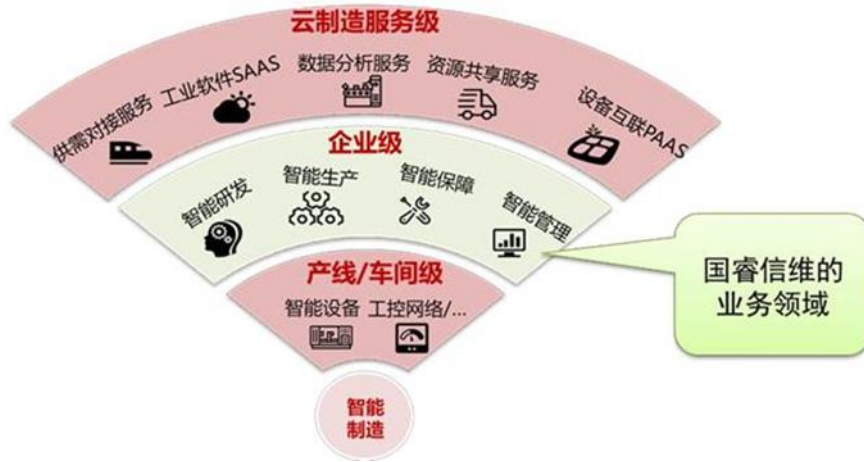 云制造服务级
供需对接服务
工业软件SAAS
数据分析服务
资源共享服务
设备互联PAAS
企业级
智能研发
智能生产
智能保障
智能管理
国睿信维的
业务领域
产线/车间级
智能设备 工控网络/...
智能
制造